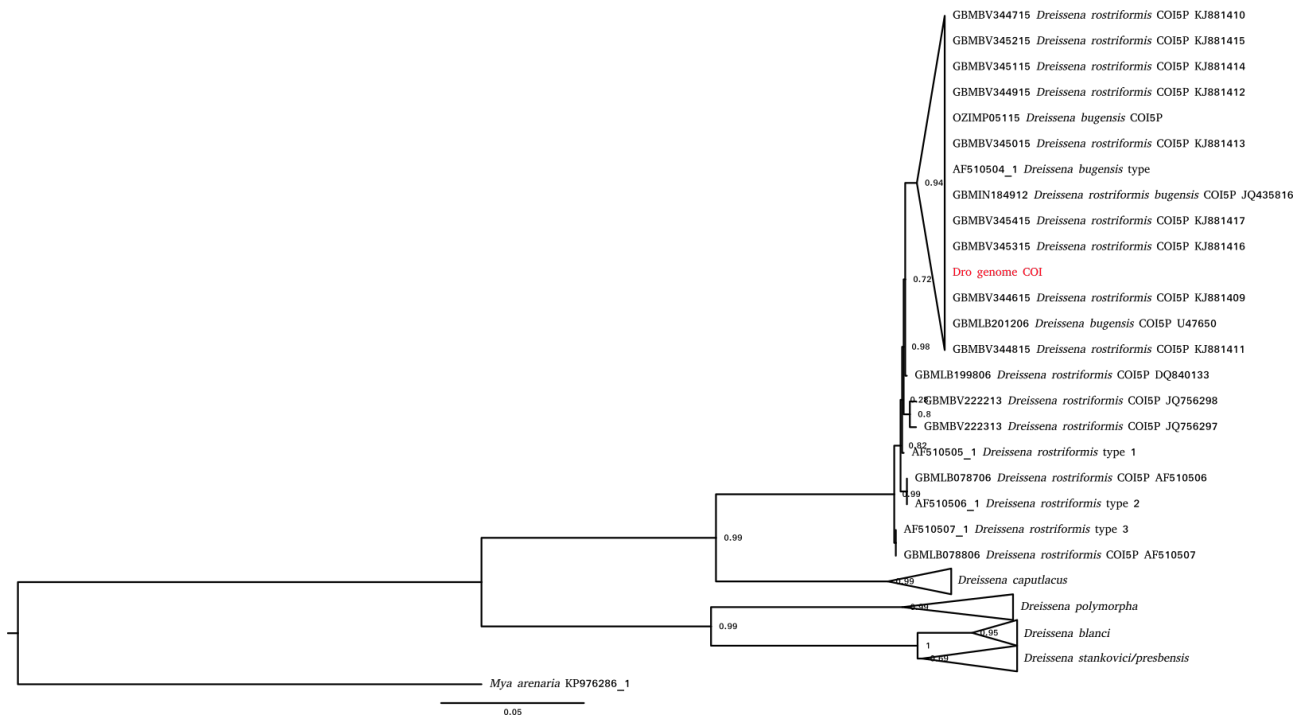 GBMBV344715 Dreissena rostriformis COI5P KJ881410
GBMBV345215 Dreissena rostriformis COI5P KJ881415
GBMBV345115 Dreissena rostriformis COI5P KJ881414
GBMBV344915 Dreissena rostriformis COI5P KJ881412
OZIMP05115 Dreissena bugensis COI5P
GBMBV345015 Dreissena rostriformis COI5P KJ881413
AF510504_1 Dreissena bugensis type
0.94
GBMIN184912 Dreissena rostriformis bugensis COI5P JQ435816
GBMBV345415 Dreissena rostriformis COI5P KJ881417
GBMBV345315 Dreissena rostriformis COI5P KJ881416
Dro genome COI
0.72
GBMBV344615 Dreissena rostriformis COI5P KJ881409
GBMLB201206 Dreissena bugensis COI5P U47650
0.98
GBMBV344815 Dreissena rostriformis COI5P KJ881411
GBMLB199806 Dreissena rostriformis COI5P DQ840133
GBMBV222213 Dreissena rostriformis COI5P JQ756298
0.8
GBMBV222313 Dreissena rostriformis COI5P JQ756297
0.82
AF510505_1 Dreissena rostriformis type 1
GBMLB078706 Dreissena rostriformis COI5P AF510506
0.99
AF510506_1 Dreissena rostriformis type 2
AF510507_1 Dreissena rostriformis type 3
0.99
GBMLB078806 Dreissena rostriformis COI5P AF510507
0.99
Dreissena caputlacus
0.99
Dreissena polymorpha
0.99
0.95
Dreissena blanci
1
0.69
Dreissena stankovici/presbensis
Mya arenaria KP976286_1
0.05